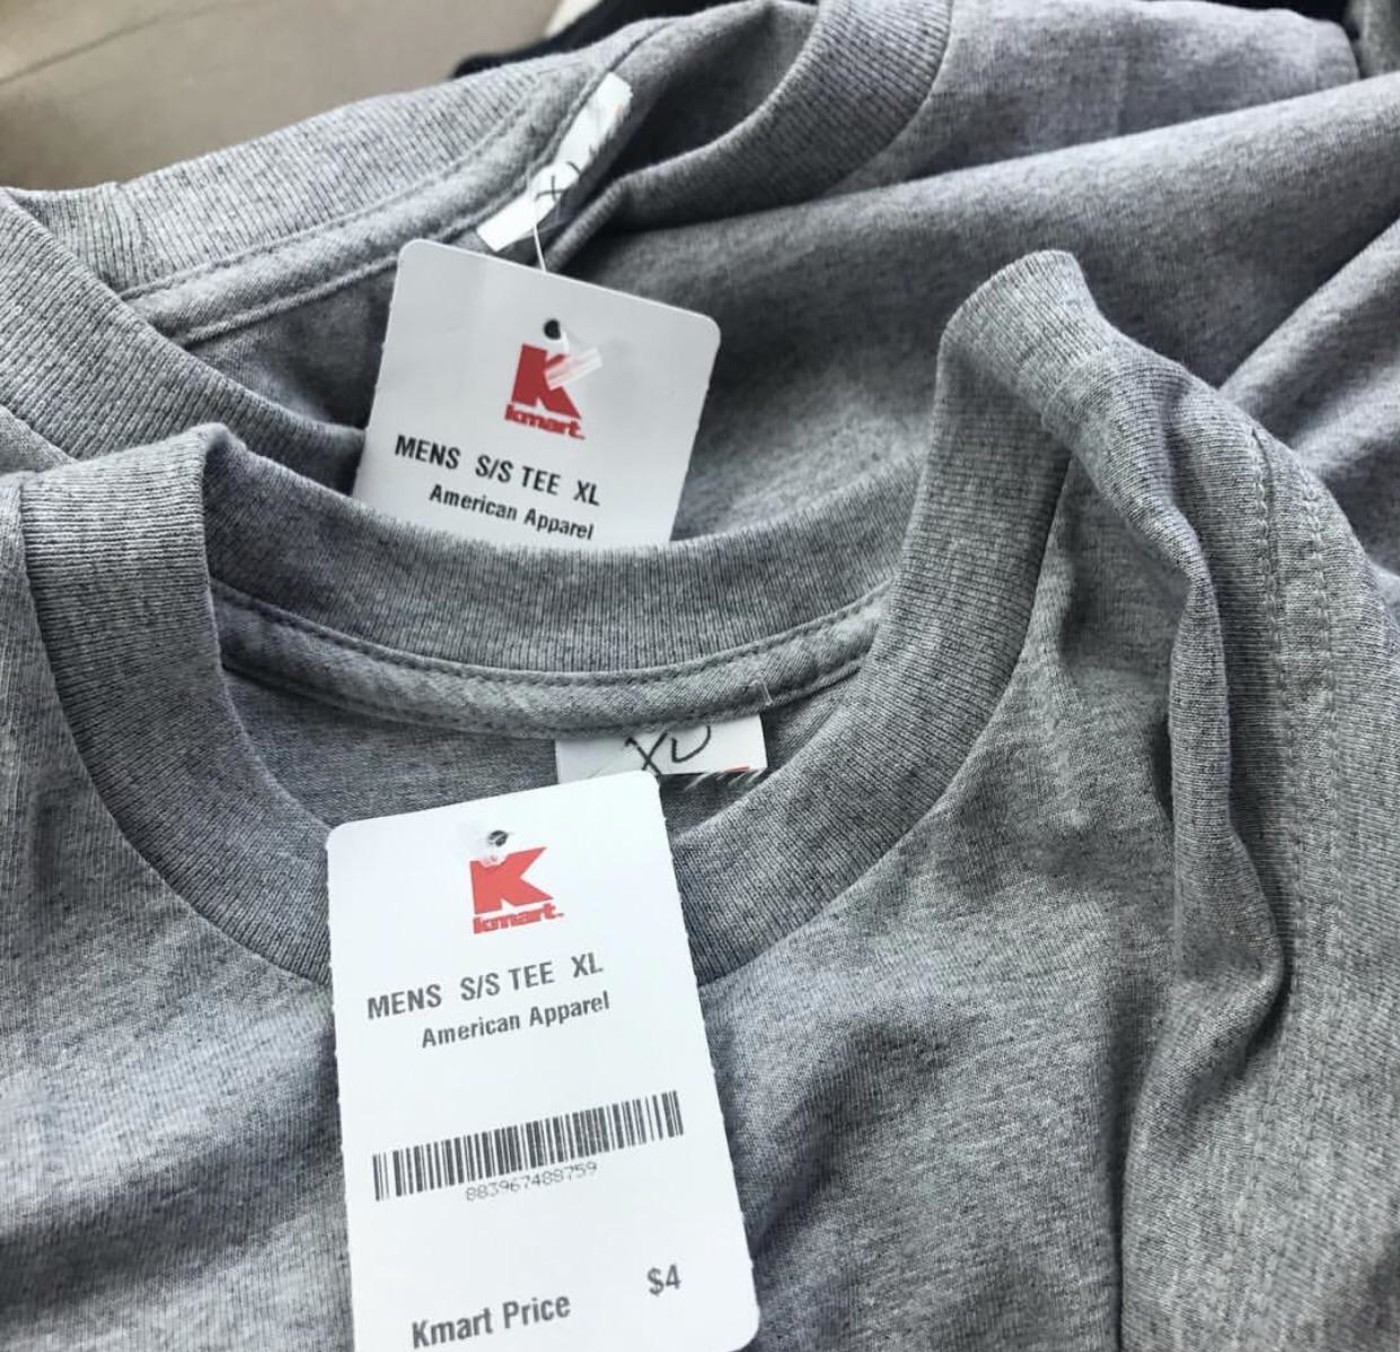 K
kmart.
MENS S/S TEE XL
American Apparel
K
kmart.
MENS S/S TEE XL
American Apparel
883967488759
Kmart Price $4